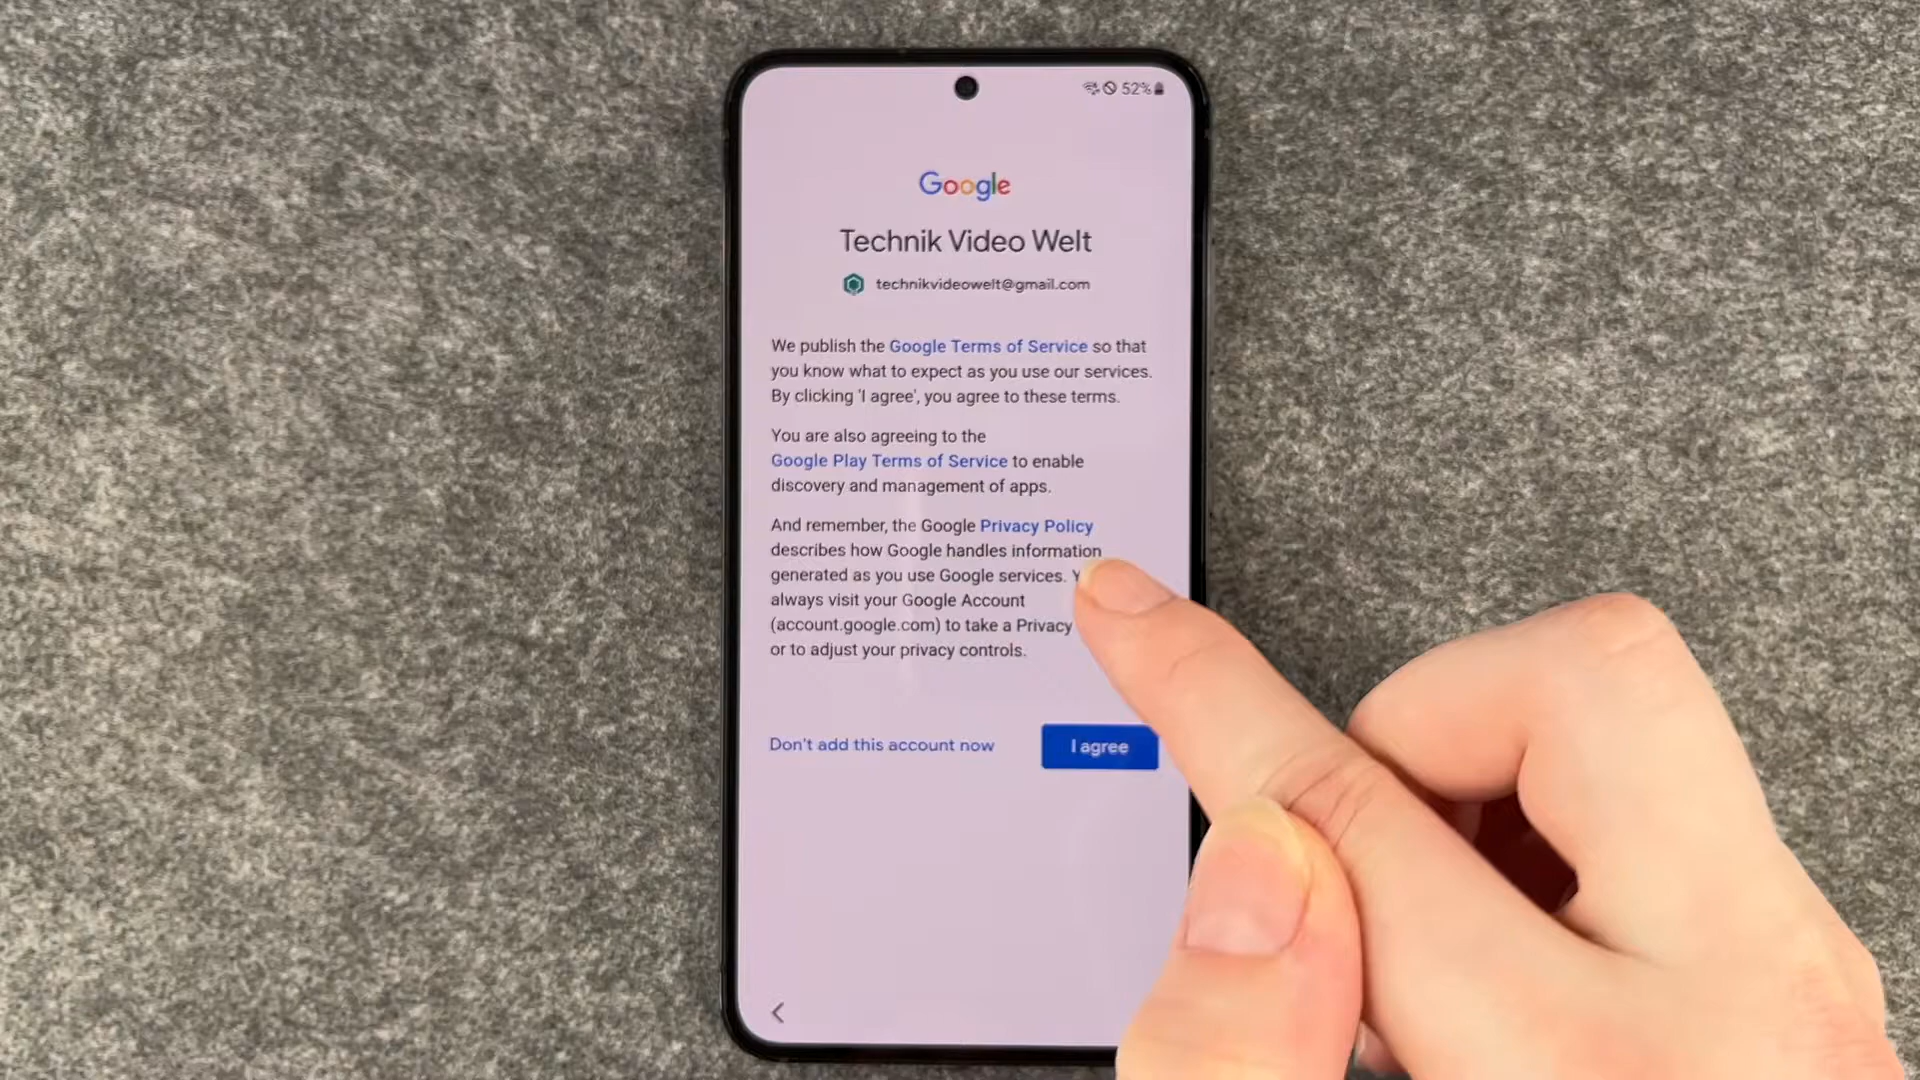 52%
Google
Technik Video Welt
technikvideowelt@gmail.com
We publish the Google Terms of Service so that
you know what to expect as you use our services.
By clicking 'I agree', you agree to these terms.
You are also agreeing to the
Google Play Terms of Service to enable
discovery and management of apps.
And remember, the Google Privacy Policy
describes how Google handles information
generated as you use Google services.
always visit your Google Account
(account.google.com) to take a Privacy
or to adjust your privacy controls.
Don't add this account now
I agree